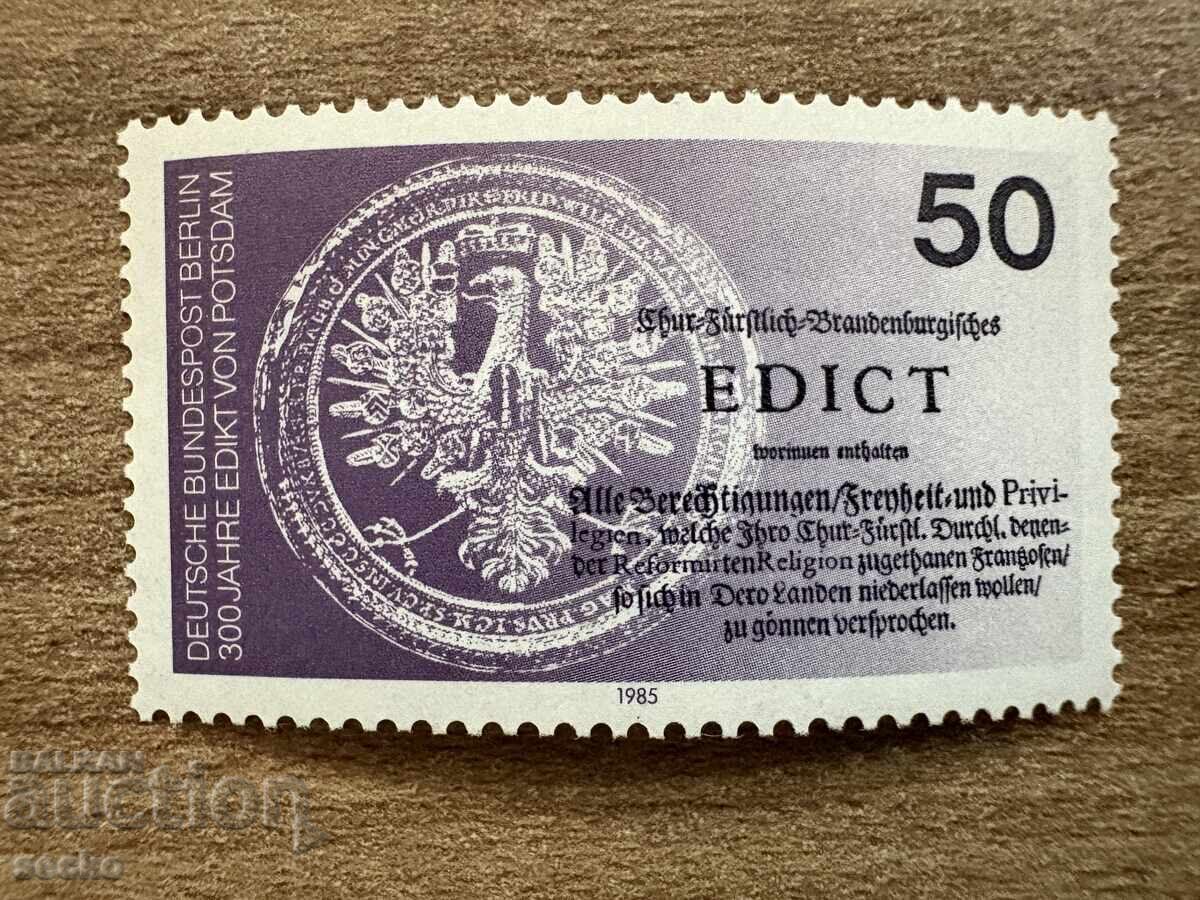 DEUTSCHE BUNDESPOST BERLIN
300 JAHRE EDIKT VON POTSDAM
50
Chur-Fürstlich-Brandenburgisches
EDICT
worinnen enthalten
Alle Berechtigungen/Freyheit-und Privi-
legien, welche Ihro Chur-Fürstl. Durchl. denen-
der Reformirten Religion zugethanen Frantzosen/
so sich in Dero Landen niederlassen wollen/
zu gönnen versprochen.
1985
BALKAN
auction
secko